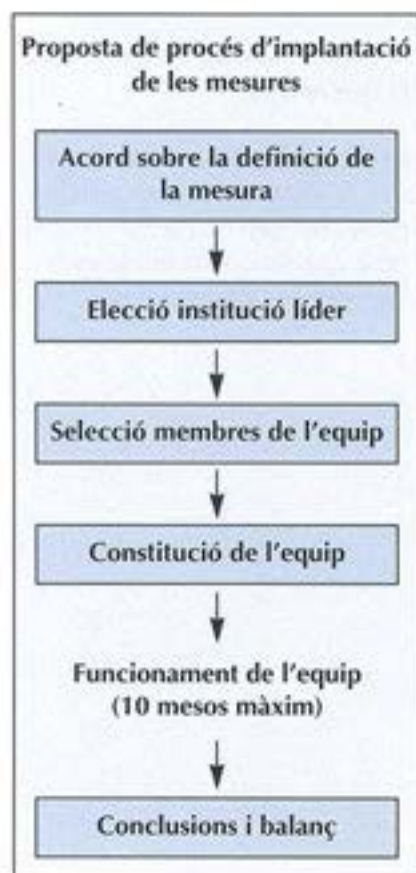 Proposta de procés d'implantació
de les mesures
Acord sobre la definició de
la mesura
Elecció institució líder
Selecció membres de l'equip
Constitució de l'equip
Funcionament de l'equip
(10 mesos màxim)
Conclusions i balanç